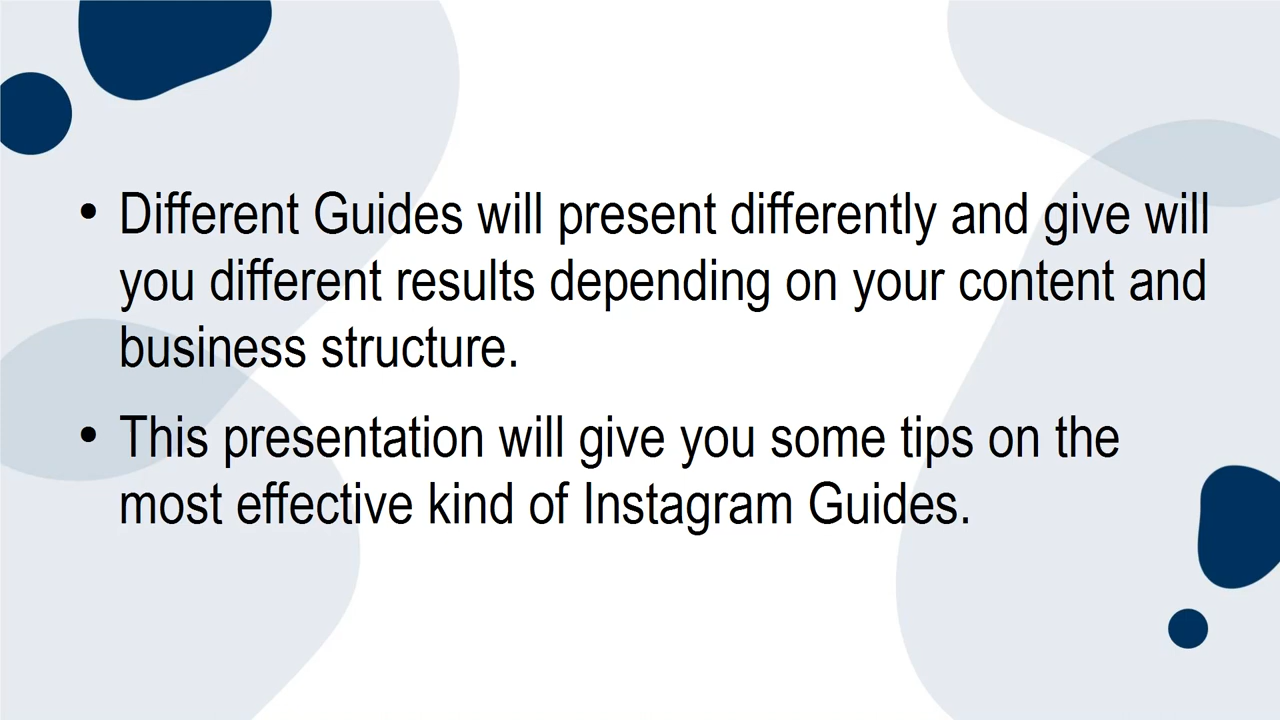 • Different Guides will present differently and give will
you different results depending on your content and
business structure.
• This presentation will give you some tips on the
most effective kind of Instagram Guides.